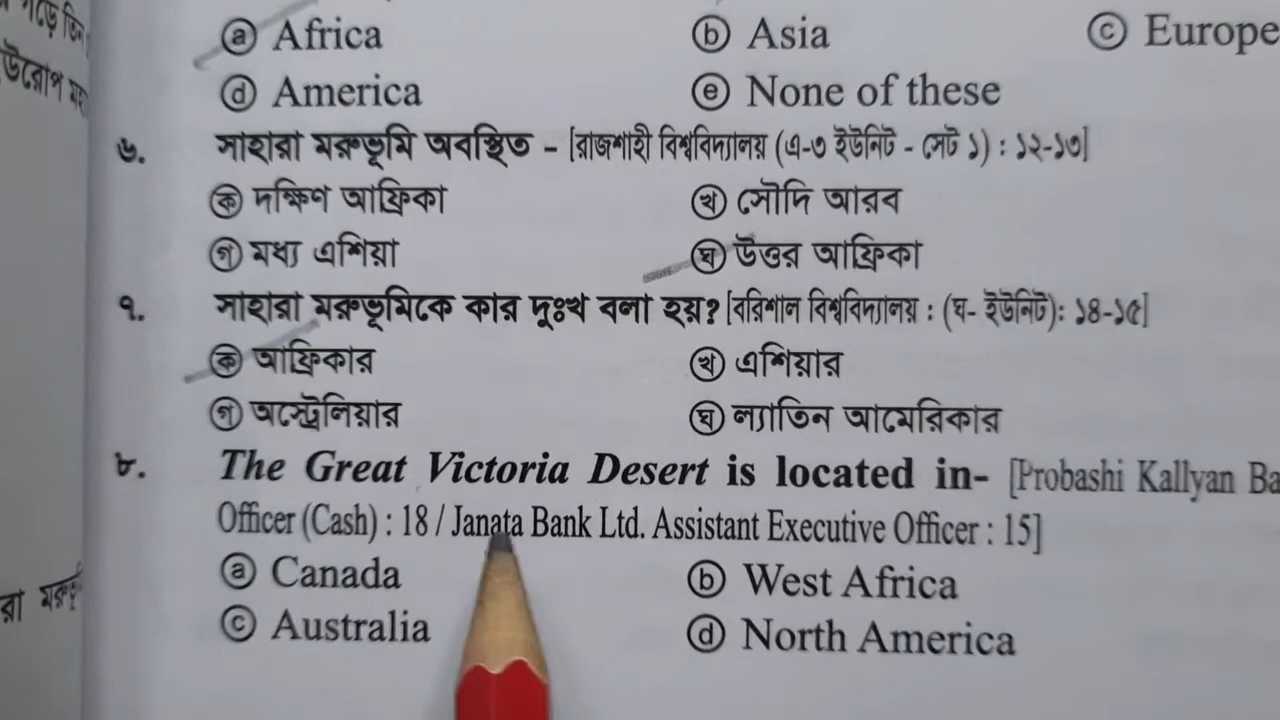 ⓐ Africa ⓑ Asia ⓒ Europe
ⓓ America ⓔ None of these
৬. সাহারা মরুভূমি অবস্থিত – [রাজশাহী বিশ্ববিদ্যালয় (এ-৩ ইউনিট - সেট ১) : ১২-১৩]
ক দক্ষিণ আফ্রিকা খ সৌদি আরব
গ মধ্য এশিয়া ঘ উত্তর আফ্রিকা
৭. সাহারা মরুভূমিকে কার দুঃখ বলা হয়? [বরিশাল বিশ্ববিদ্যালয় : (ঘ- ইউনিট): ১৪-১৫]
ক আফ্রিকার খ এশিয়ার
গ অস্ট্রেলিয়ার ঘ ল্যাতিন আমেরিকার
৮. The Great Victoria Desert is located in- [Probashi Kallyan Ba
Officer (Cash) : 18 / Janata Bank Ltd. Assistant Executive Officer : 15]
ⓐ Canada ⓑ West Africa
ⓒ Australia ⓓ North America